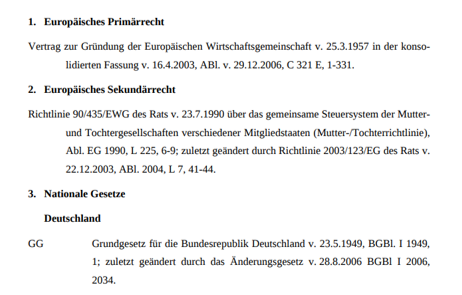 1. Europäisches Primärrecht
Vertrag zur Gründung der Europäischen Wirtschaftsgemeinschaft v. 25.3.1957 in der konso-
lidierten Fassung v. 16.4.2003, ABl. v. 29.12.2006, C 321 E, 1-331.
2. Europäisches Sekundärrecht
Richtlinie 90/435/EWG des Rats v. 23.7.1990 über das gemeinsame Steuersystem der Mutter-
und Tochtergesellschaften verschiedener Mitgliedstaaten (Mutter-/Tochterrichtlinie),
Abl. EG 1990, L 225, 6-9; zuletzt geändert durch Richtlinie 2003/123/EG des Rats v.
22.12.2003, ABl. 2004, L 7, 41-44.
3. Nationale Gesetze
Deutschland
GG Grundgesetz für die Bundesrepublik Deutschland v. 23.5.1949, BGBl. I 1949,
1; zuletzt geändert durch das Änderungsgesetz v. 28.8.2006 BGBl I 2006,
2034.